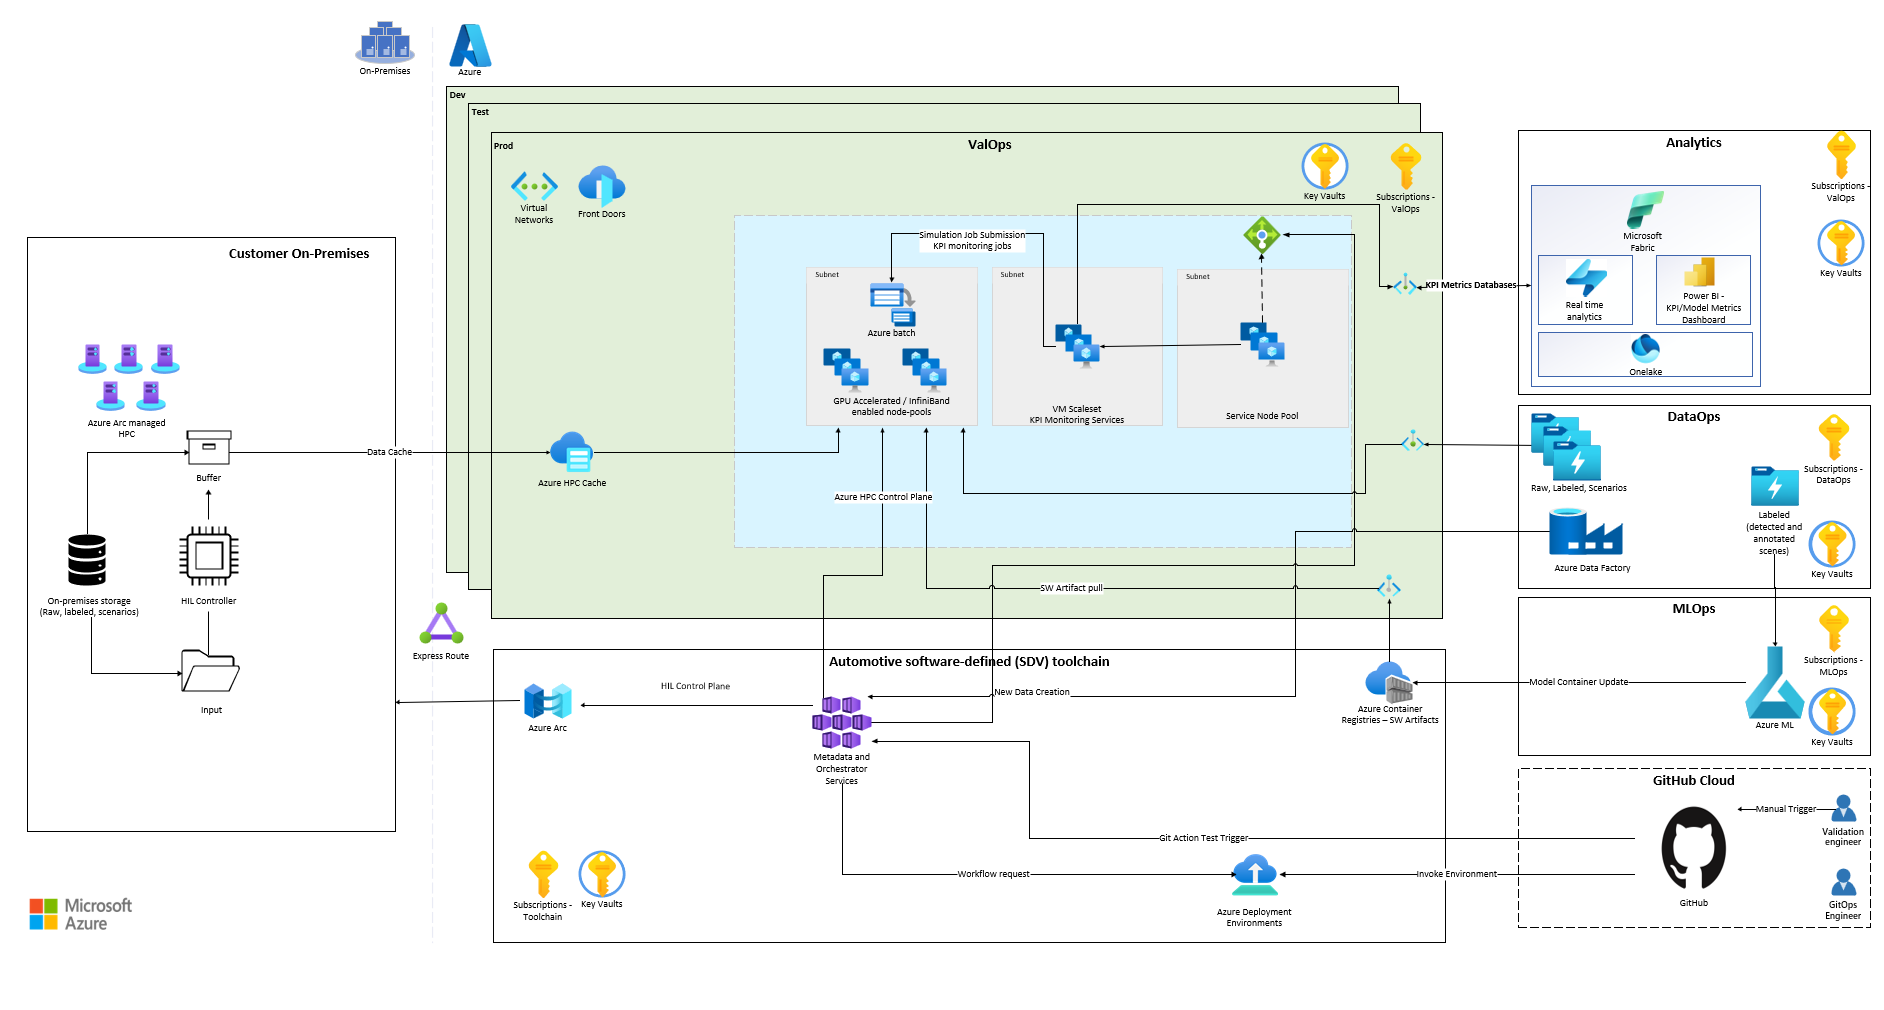 On-Premises
Azure
Dev
Test
Prod
ValOps
Virtual
Networks
Front Doors
Key Vaults
Subscriptions -
ValOps
Simulation Job Submission
KPI monitoring jobs
Subnet
Subnet
Subnet
Azure batch
GPU Accelerated / InfiniBand
enabled node-pools
VM Scaleset
KPI Monitoring Services
Service Node Pool
KPI Metrics Databases
Azure HPC Cache
Azure HPC Control Plane
SW Artifact pull
Customer On-Premises
Azure Arc managed
HPC
Buffer
Data Cache
On-premises storage
(Raw, labeled, scenarios)
HIL Controller
Input
Express Route
Automotive software-defined (SDV) toolchain
HIL Control Plane
Azure Arc
New Data Creation
Metadata and
Orchestrator
Services
Azure Container
Registries – SW Artifacts
Git Action Test Trigger
Workflow request
Invoke Environment
Azure Deployment
Environments
Subscriptions -
Toolchain
Key Vaults
Analytics
Subscriptions -
ValOps
Key Vaults
Microsoft
Fabric
Real time
analytics
Power BI -
KPI/Model Metrics
Dashboard
Onelake
DataOps
Raw, Labeled, Scenarios
Azure Data Factory
Labeled
(detected and
annotated
scenes)
Subscriptions -
DataOps
Key Vaults
MLOps
Subscriptions -
MLOps
Model Container Update
Azure ML
Key Vaults
GitHub Cloud
Manual Trigger
Validation
engineer
GitHub
GitOps
Engineer
Microsoft
Azure